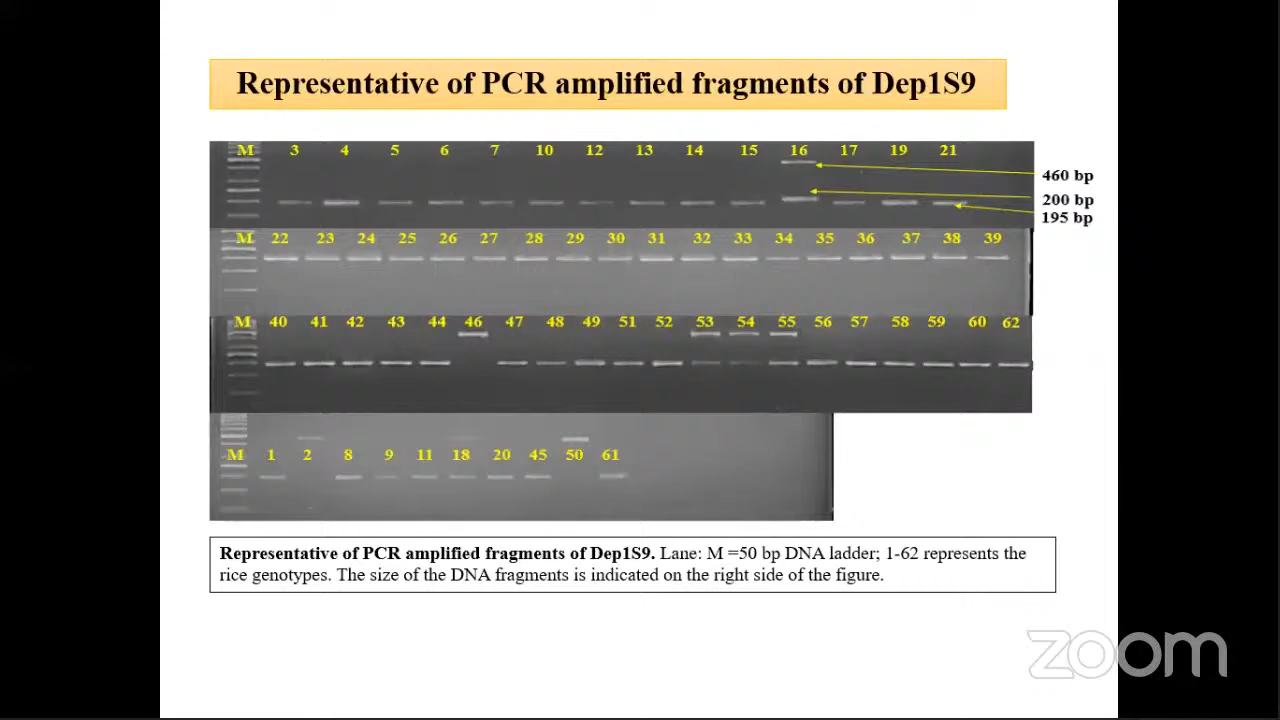 Representative of PCR amplified fragments of Dep1S9
M 3 4 5 6 7 10 12 13 14 15 16 17 19 21
460 bp
200 bp
195 bp
M 22 23 24 25 26 27 28 29 30 31 32 33 34 35 36 37 38 39
M 40 41 42 43 44 46 47 48 49 51 52 53 54 55 56 57 58 59 60 62
M 1 2 8 9 11 18 20 45 50 61
Representative of PCR amplified fragments of Dep1S9. Lane: M =50 bp DNA ladder; 1-62 represents the
rice genotypes. The size of the DNA fragments is indicated on the right side of the figure.
zoom